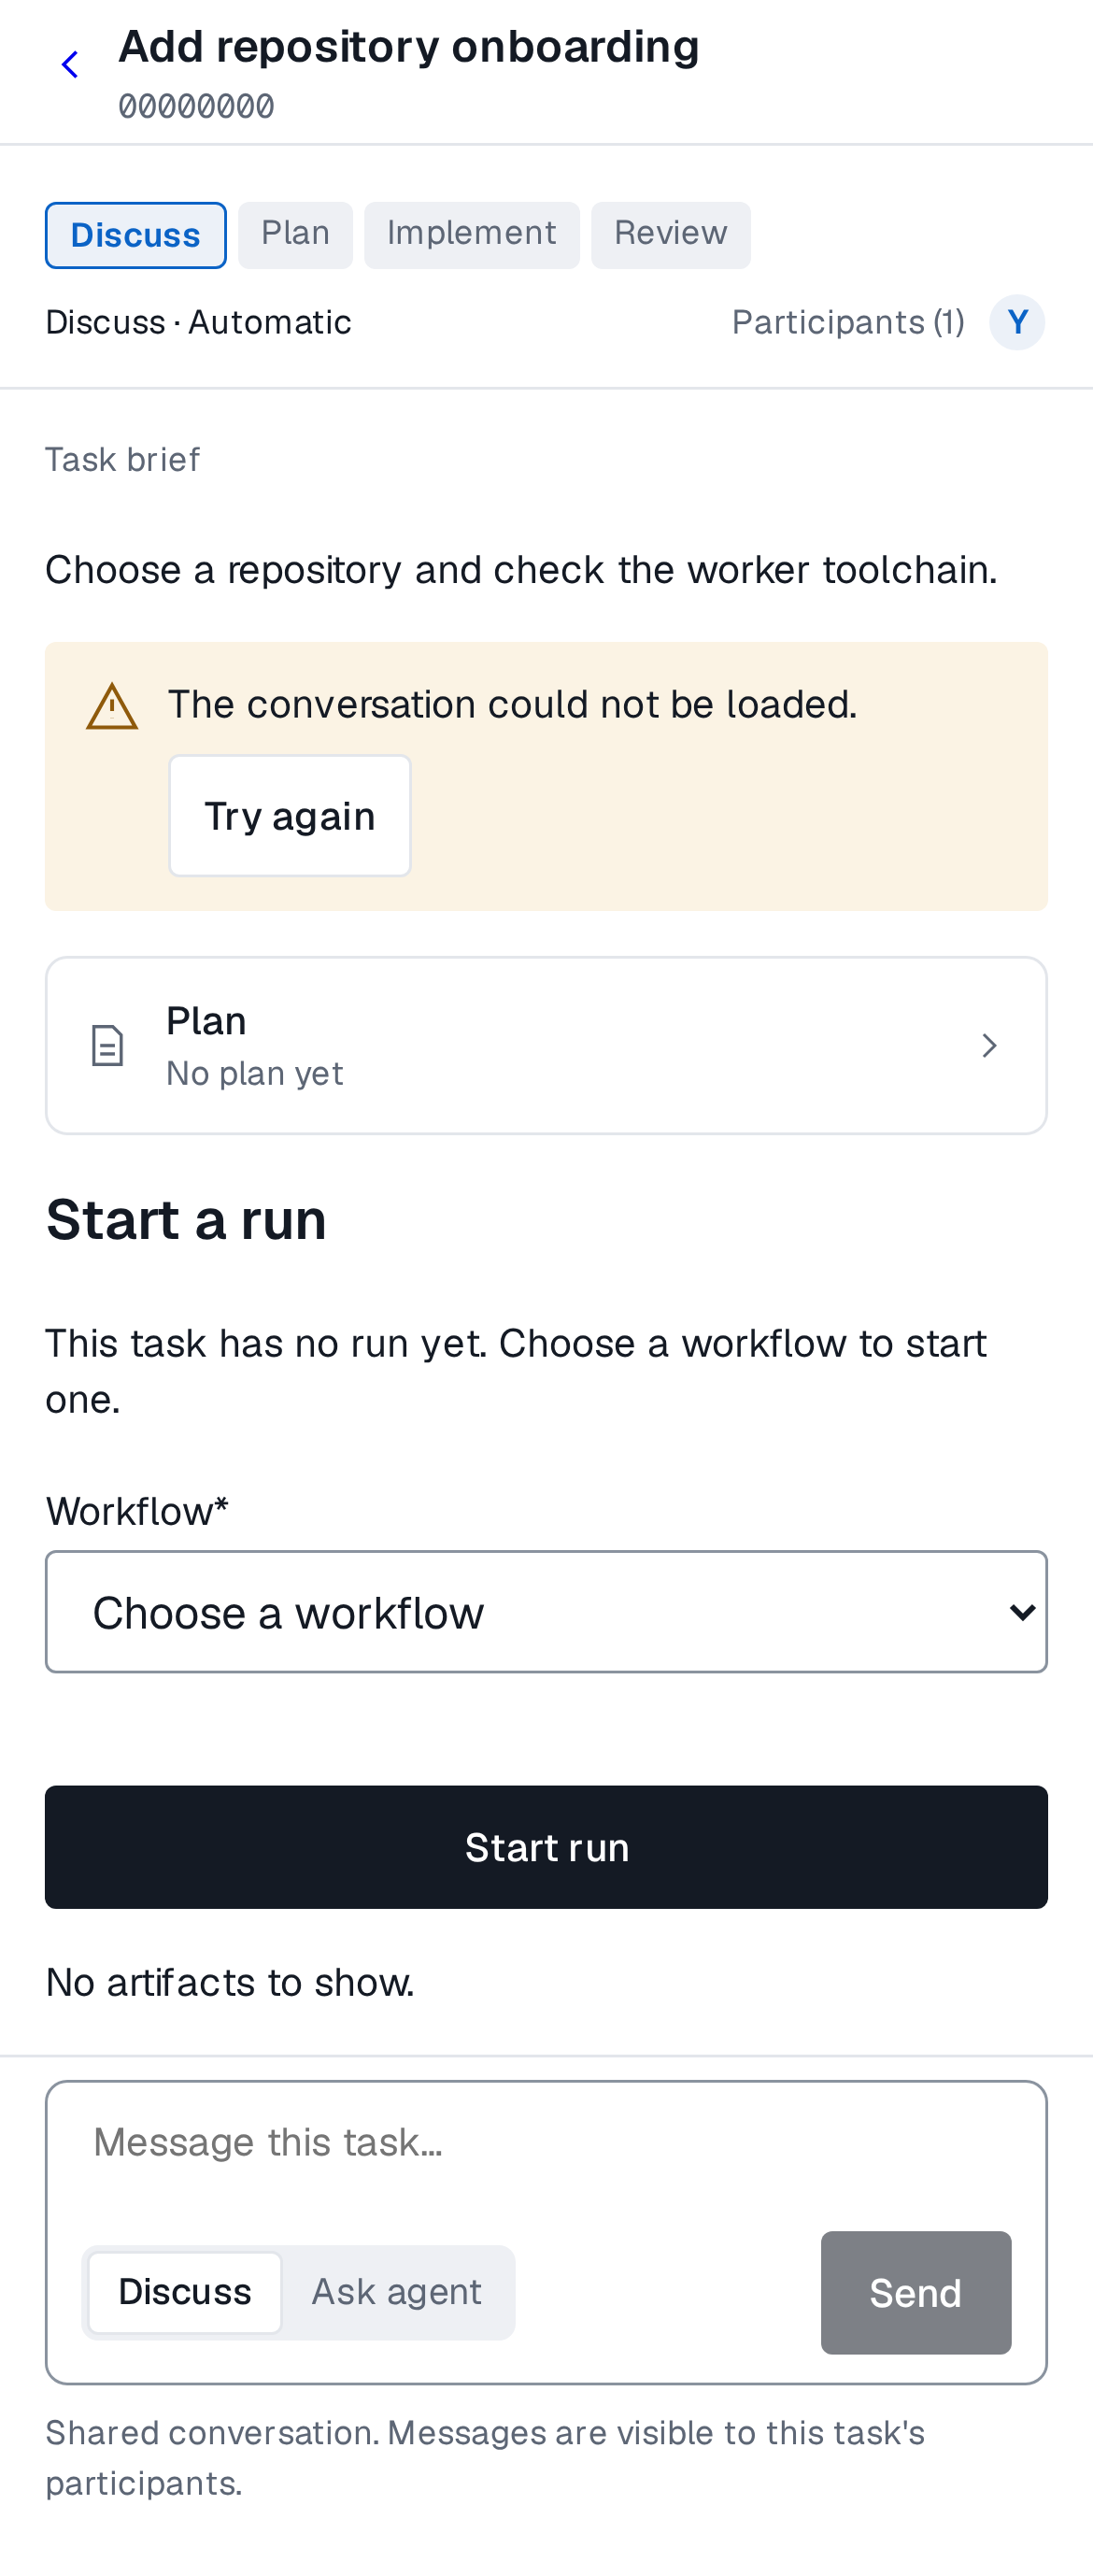 Add repository onboarding
00000000
Discuss
Plan
Implement
Review
Discuss · Automatic
Participants (1)
Y
Task brief
Choose a repository and check the worker toolchain.
The conversation could not be loaded.
Try again
Plan
No plan yet
Start a run
This task has no run yet. Choose a workflow to start
one.
Workflow*
Choose a workflow
Start run
No artifacts to show.
Message this task...
Discuss
Ask agent
Send
Shared conversation. Messages are visible to this task's
participants.